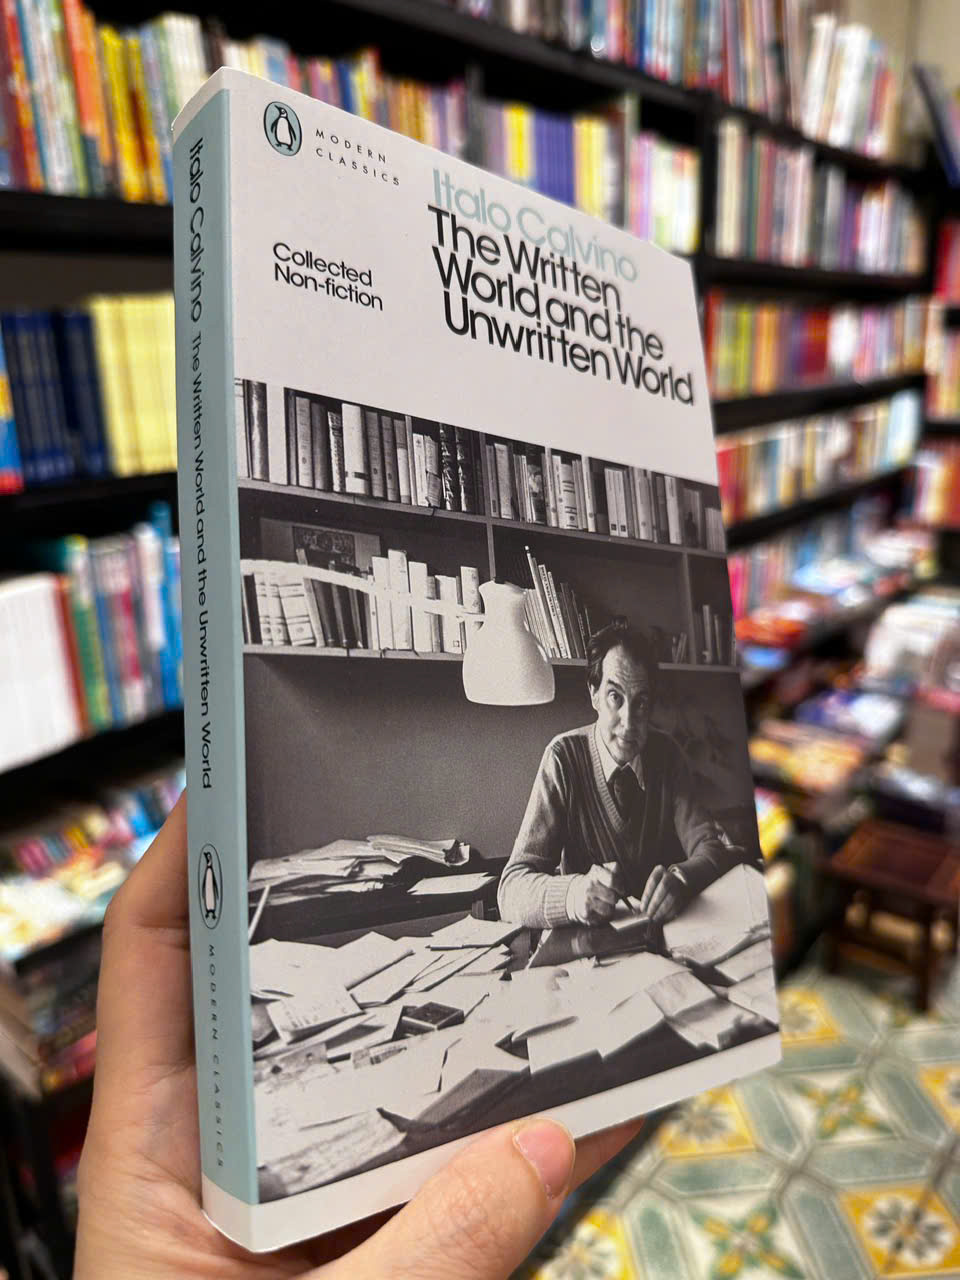 MODERN
CLASSICS
Italo Calvino
The Written
World and the
Unwritten World
Collected
Non-fiction
Italo Calvino The Written World and the Unwritten World
MODERN CLASSICS